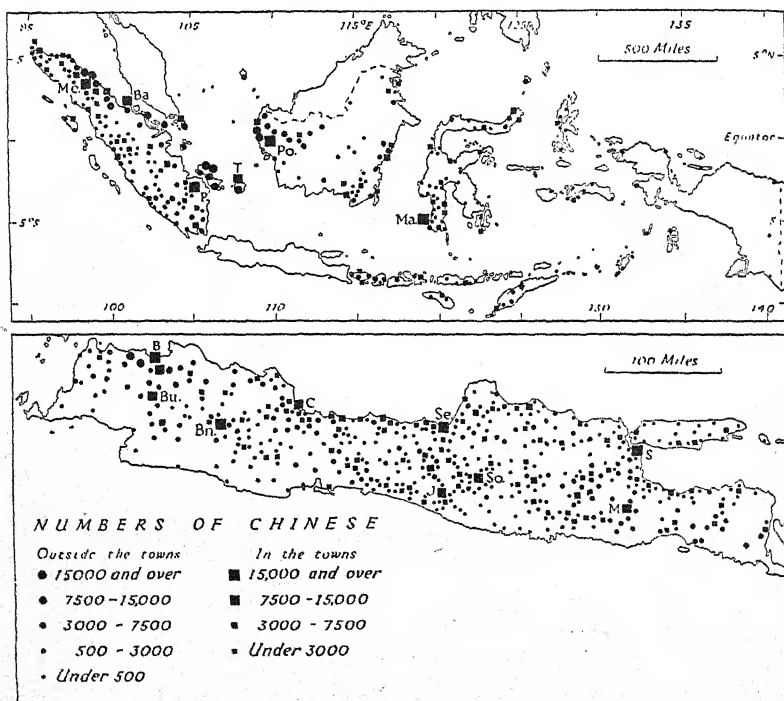 95 105 115°E 125° 135
5° 5°N
500 Miles
Me.
Ba
Equator
Po.
T
P
Ma.
5°S 5
100 110 130 140
B
100 Miles
Bu.
C
Bn.
Se.
S
So.
J
M
NUMBERS OF CHINESE
Outside the towns In the towns
15000 and over 15,000 and over
7500-15,000 7500-15,000
3000 - 7500 3000 - 7500
500 - 3000 Under 3000
Under 500